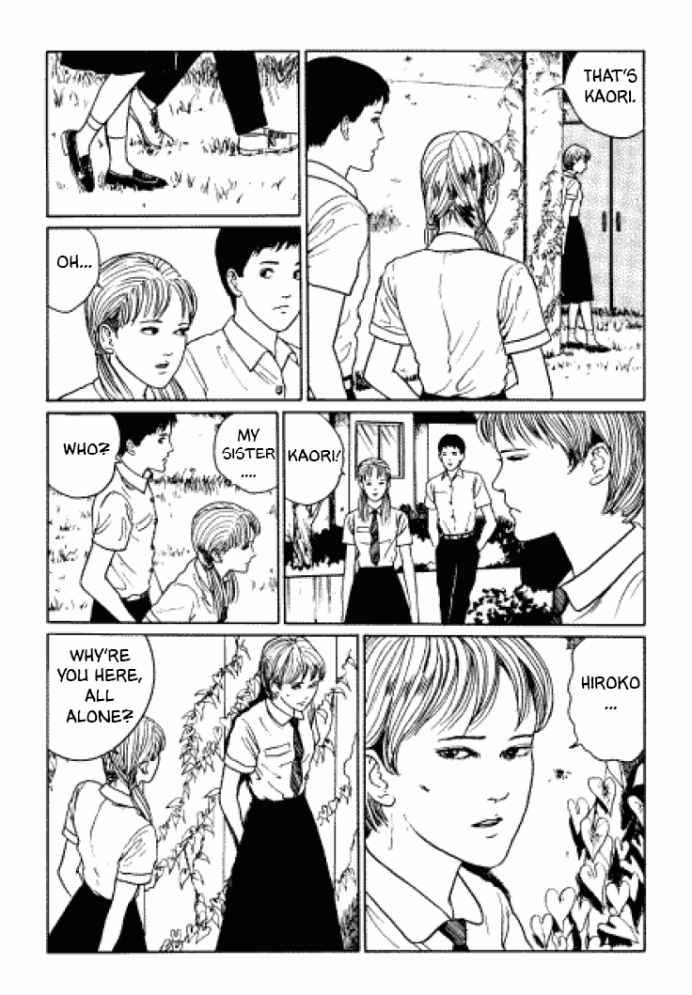 THAT'S
KAORI.
OH...
WHO?
MY
SISTER
....
KAORI!
WHY'RE
YOU HERE,
ALL
ALONE?
HIROKO
...